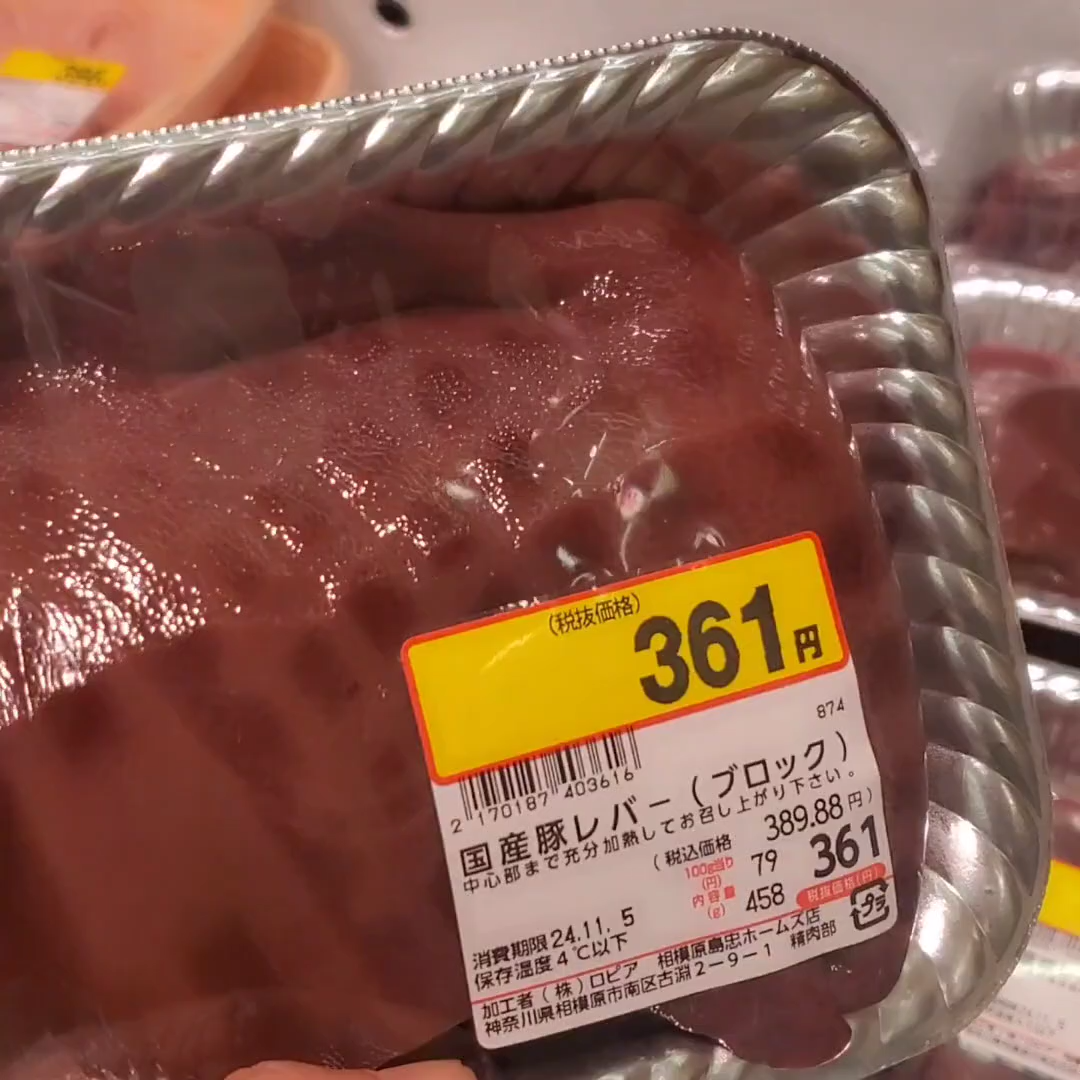 (税抜価格)
361円
874
2 170187 403616
国産豚レバー(ブロック)
中心部まで充分加熱してお召し上がり下さい。
(税込価格 389.88円)
100g当り(円) 79 361
内容量(g) 458 税抜価格(円)
プラ
消費期限24.11. 5
保存温度4℃以下
加工者(株)ロピア 相模原島忠ホームズ店
神奈川県相模原市南区古淵2-9-1 精肉部